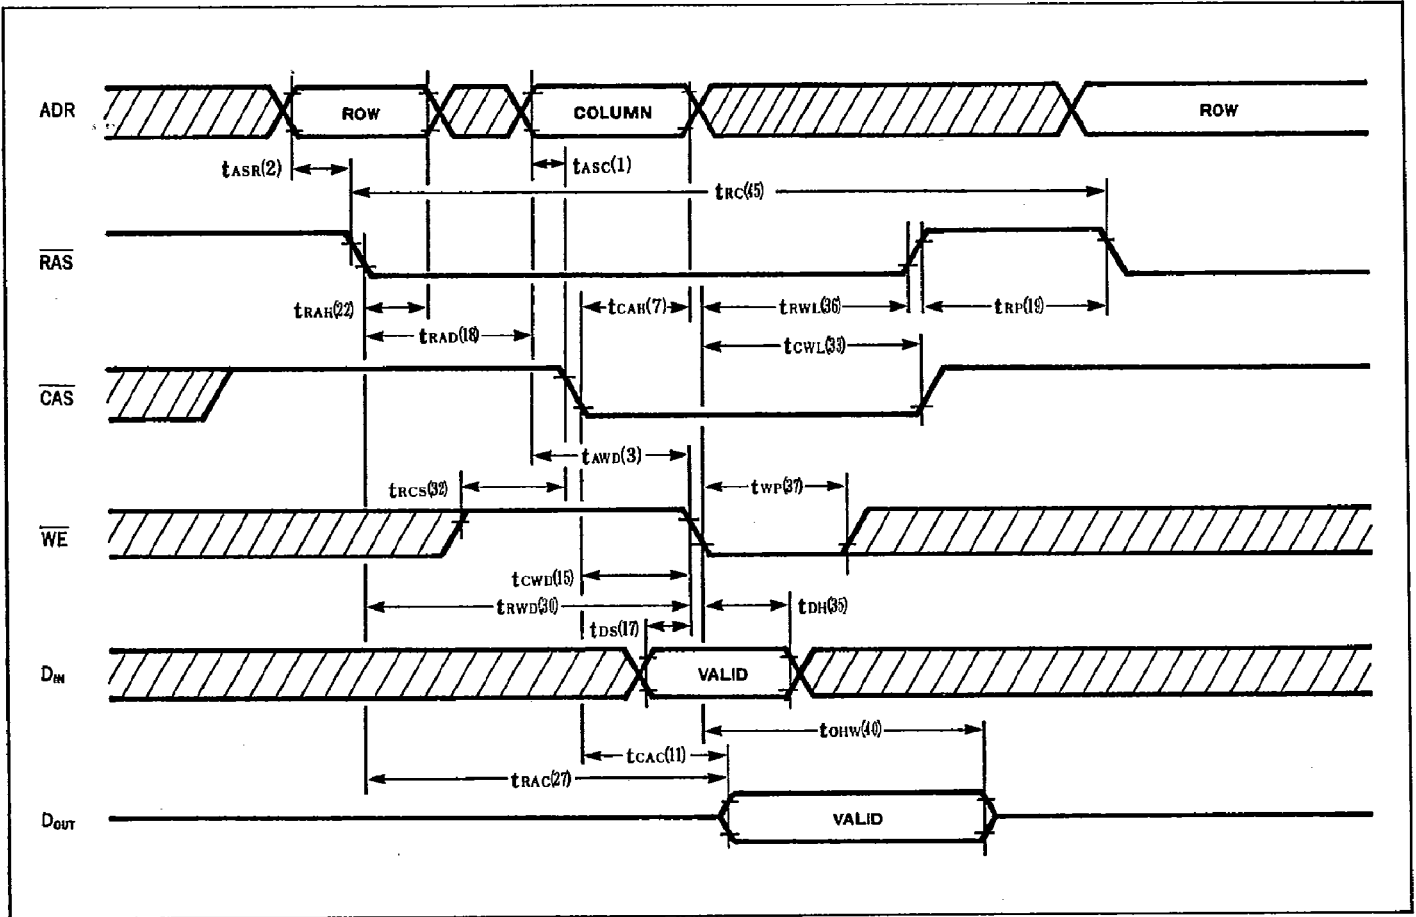 ADR
ROW
COLUMN
ROW
tASR(2)
tASC(1)
tRC(45)
RAS
tRAH(22)
tCAH(7)
tRWL(36)
tRP(19)
tRAD(18)
tCWL(33)
CAS
tAWD(3)
tRCS(32)
tWP(37)
WE
tCWD(15)
tRWD(30)
tDH(35)
tDS(17)
DIN
VALID
tOHW(40)
tCAC(11)
tRAC(27)
DOUT
VALID